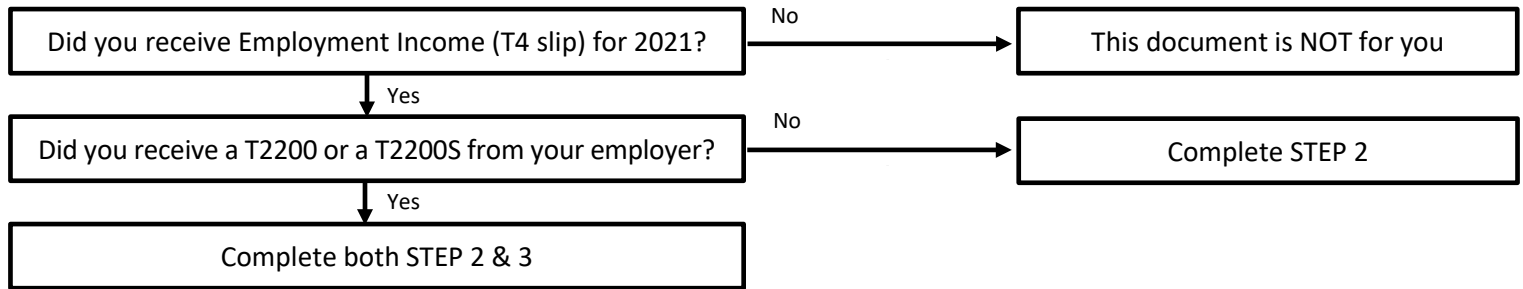 Did you receive Employment Income (T4 slip) for 2021?
No
This document is NOT for you
Yes
Did you receive a T2200 or a T2200S from your employer?
No
Complete STEP 2
Yes
Complete both STEP 2 & 3